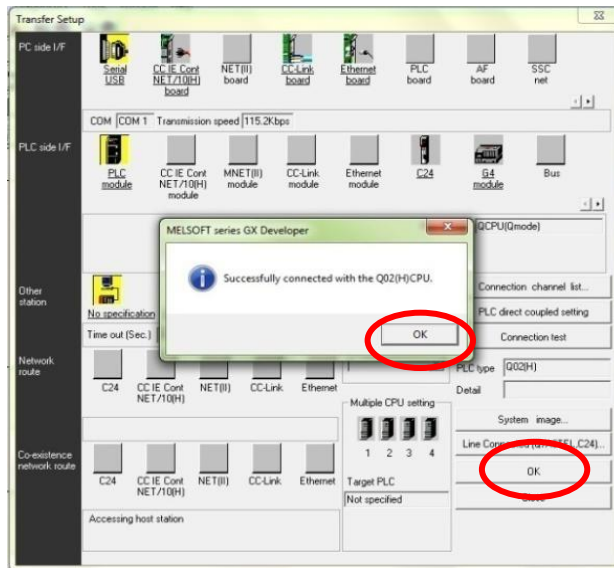 Transfer Setup
PC side I/F
Serial USB
CC IE Cont NET/10(H) board
NET(II) board
CC-Link board
Ethernet board
PLC board
AF board
SSC net
COM COM 1 Transmission speed 115.2Kbps
PLC side I/F
PLC module
CC IE Cont NET/10(H) module
MNET(II) module
CC-Link module
Ethernet module
C24
G4 module
Bus
QCPU(Qmode)
MELSOFT series GX Developer
Successfully connected with the Q02(H)CPU.
OK
Other station
No specification
Time out (Sec.)
Connection channel list...
PLC direct coupled setting
Connection test
PLC type Q02(H)
Detail
Network route
C24
CC IE Cont NET/10(H)
NET(II)
CC-Link
Ethernet
Multiple CPU setting
1 2 3 4
Target PLC
Not specified
System image...
Line
C24)...
OK
Co-existence network route
C24
CC IE Cont NET/10(H)
NET(II)
CC-Link
Ethernet
Accessing host station